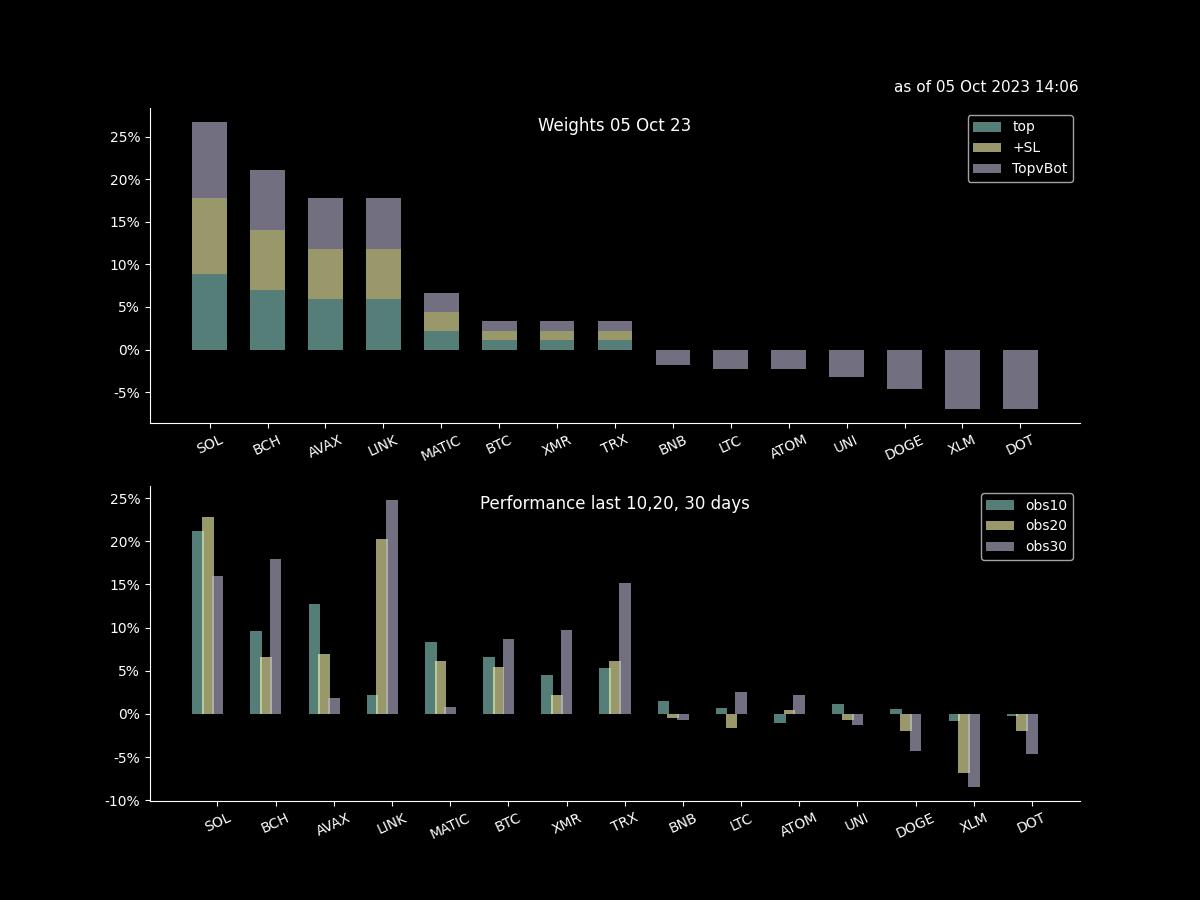 as of 05 Oct 2023 14:06
Weights 05 Oct 23
top
+SL
TopvBot
25%
20%
15%
10%
5%
0%
-5%
SOL BCH AVAX LINK MATIC BTC XMR TRX BNB LTC ATOM UNI DOGE XLM DOT
Performance last 10,20, 30 days
obs10
obs20
obs30
25%
20%
15%
10%
5%
0%
-5%
-10%
SOL BCH AVAX LINK MATIC BTC XMR TRX BNB LTC ATOM UNI DOGE XLM DOT